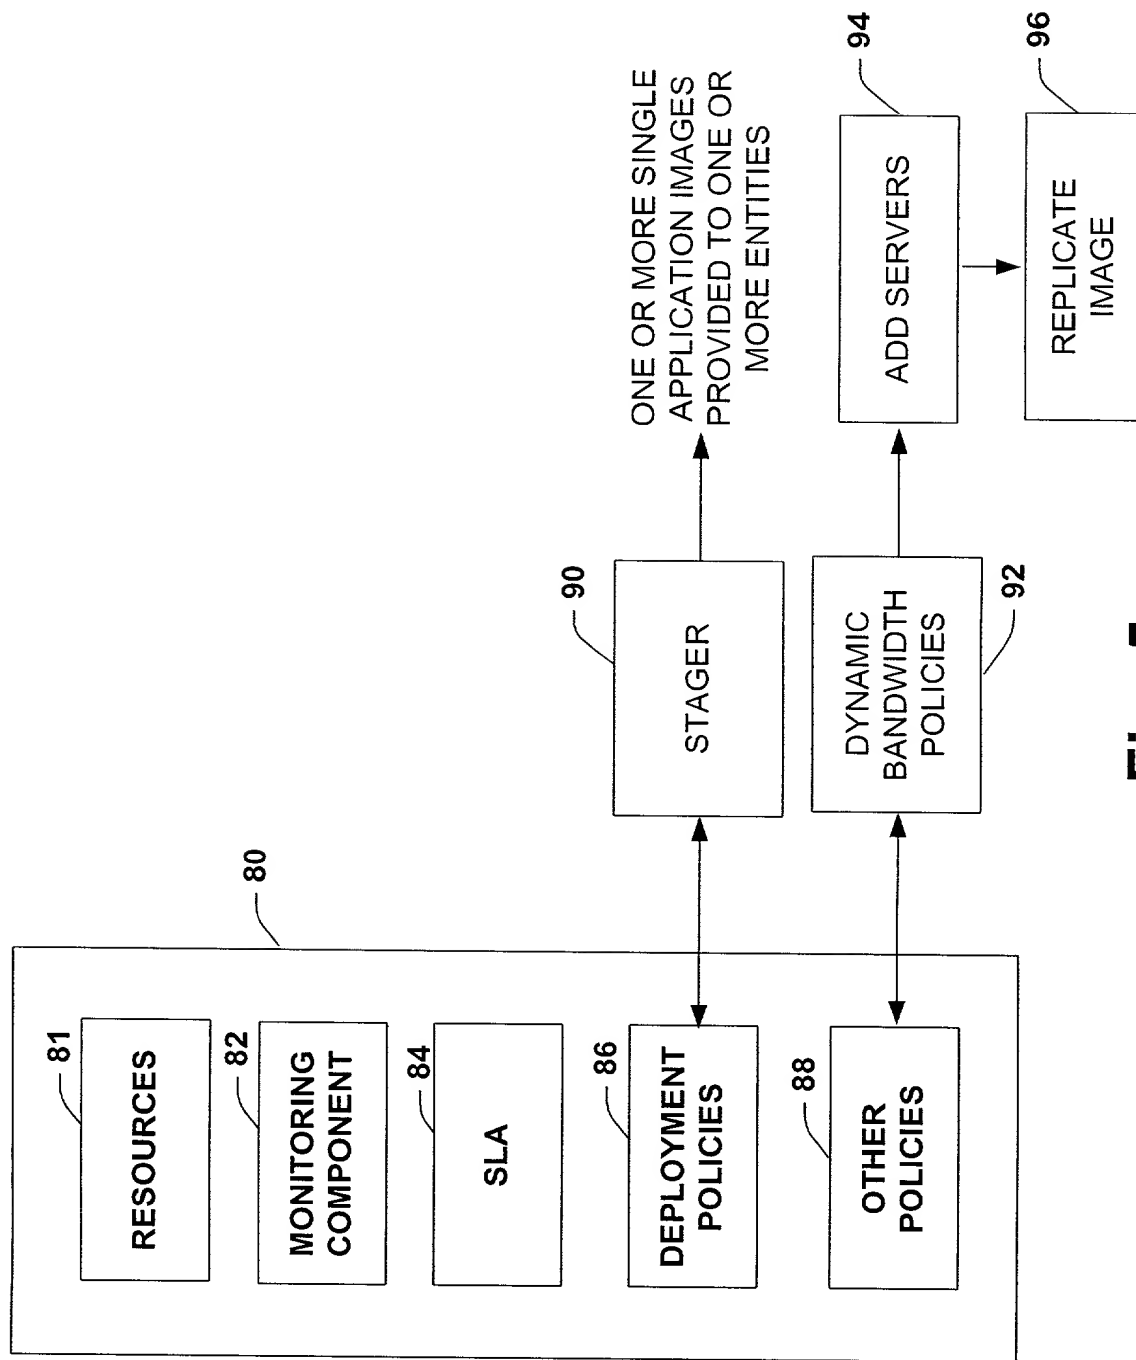 80
81
RESOURCES
82
MONITORING
COMPONENT
84
SLA
86
DEPLOYMENT
POLICIES
88
OTHER
POLICIES
90
STAGER
ONE OR MORE SINGLE
APPLICATION IMAGES
PROVIDED TO ONE OR
MORE ENTITIES
DYNAMIC
BANDWIDTH
POLICIES
92
94
ADD SERVERS
96
REPLICATE
IMAGE